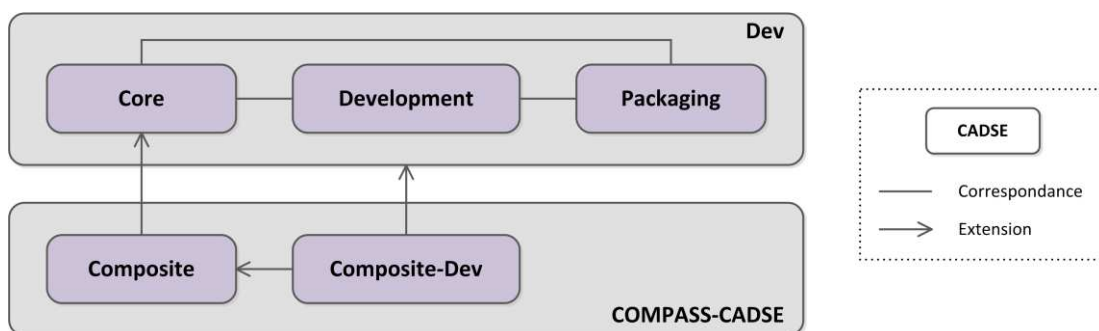 Dev
Core
Development
Packaging
Composite
Composite-Dev
COMPASS-CADSE
CADSE
Correspondance
Extension